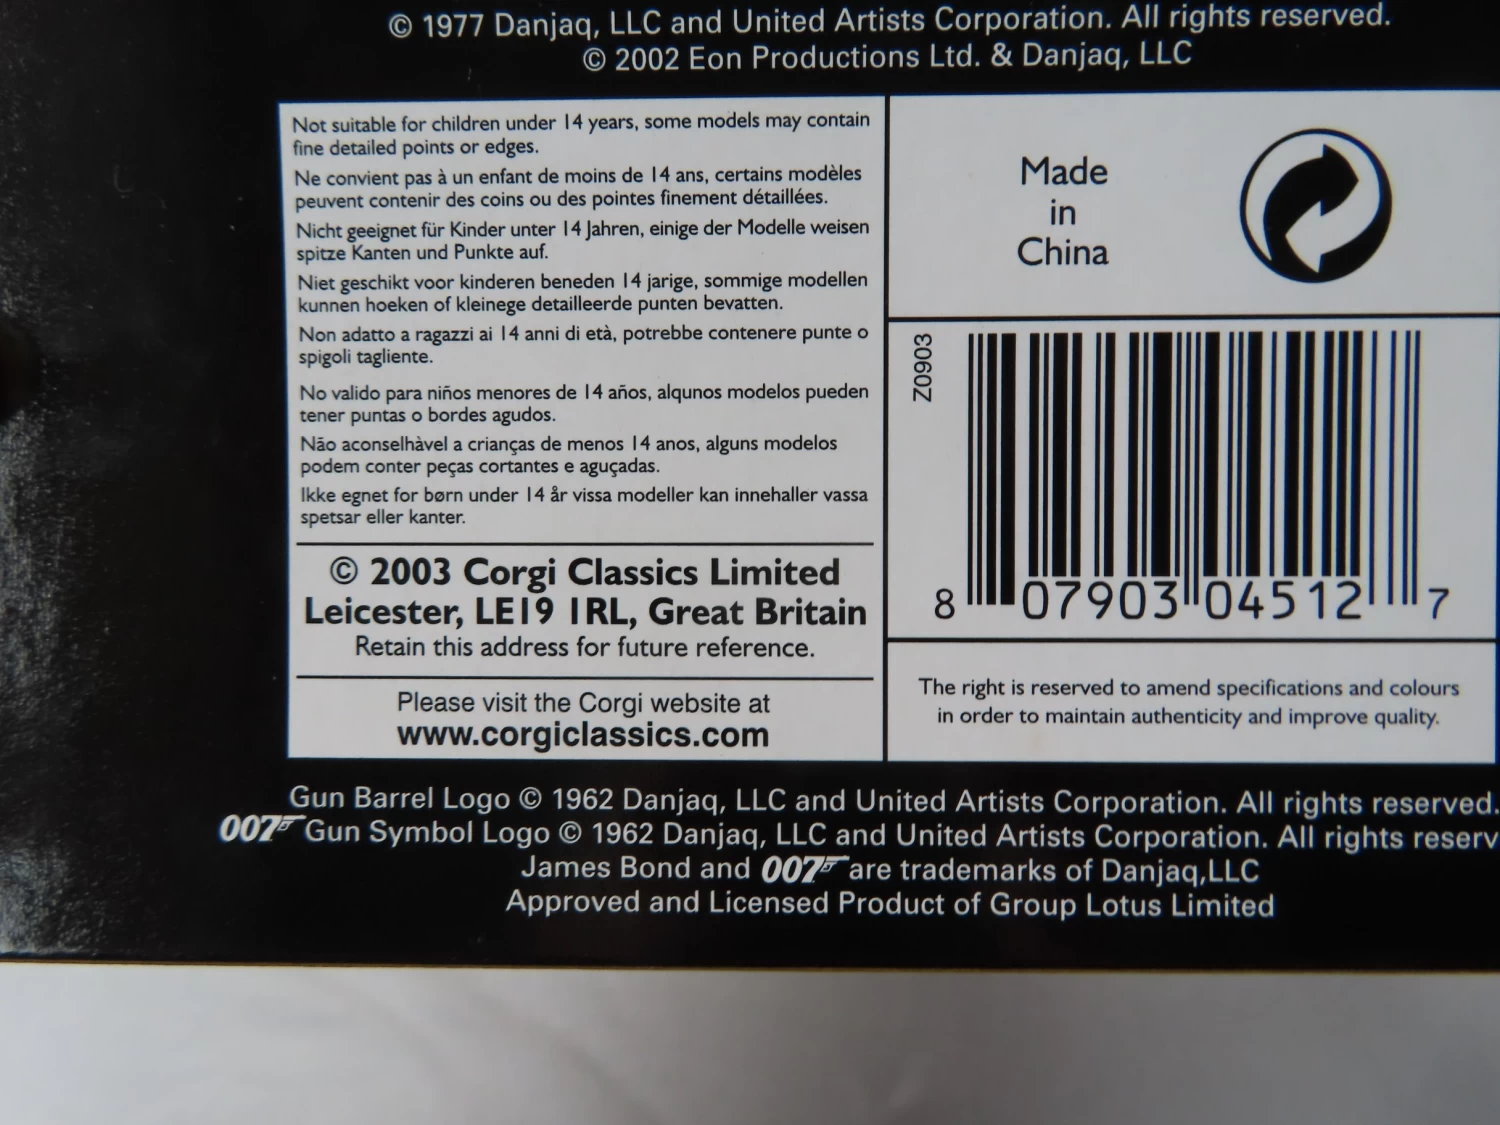 © 1977 Danjaq, LLC and United Artists Corporation. All rights reserved.
© 2002 Eon Productions Ltd. & Danjaq, LLC
Not suitable for children under 14 years, some models may contain
fine detailed points or edges.
Ne convient pas à un enfant de moins de 14 ans, certains modèles
peuvent contenir des coins ou des pointes finement détaillées.
Nicht geeignet für Kinder unter 14 Jahren, einige der Modelle weisen
spitze Kanten und Punkte auf.
Niet geschikt voor kinderen beneden 14 jarige, sommige modellen
kunnen hoeken of kleinege detailleerde punten bevatten.
Non adatto a ragazzi ai 14 anni di età, potrebbe contenere punte o
spigoli tagliente.
No valido para niños menores de 14 años, alqunos modelos pueden
tener puntas o bordes agudos.
Não aconselhàvel a crianças de menos 14 anos, alguns modelos
podem conter peças cortantes e aguçadas.
Ikke egnet for børn under 14 år vissa modeller kan innehaller vassa
spetsar eller kanter.
© 2003 Corgi Classics Limited
Leicester, LE19 1RL, Great Britain
Retain this address for future reference.
Please visit the Corgi website at
www.corgiclassics.com
Made
in
China
Z0903
8 07903 04512 7
The right is reserved to amend specifications and colours
in order to maintain authenticity and improve quality.
Gun Barrel Logo © 1962 Danjaq, LLC and United Artists Corporation. All rights reserved.
007 Gun Symbol Logo © 1962 Danjaq, LLC and United Artists Corporation. All rights reserv
James Bond and 007 are trademarks of Danjaq,LLC
Approved and Licensed Product of Group Lotus Limited